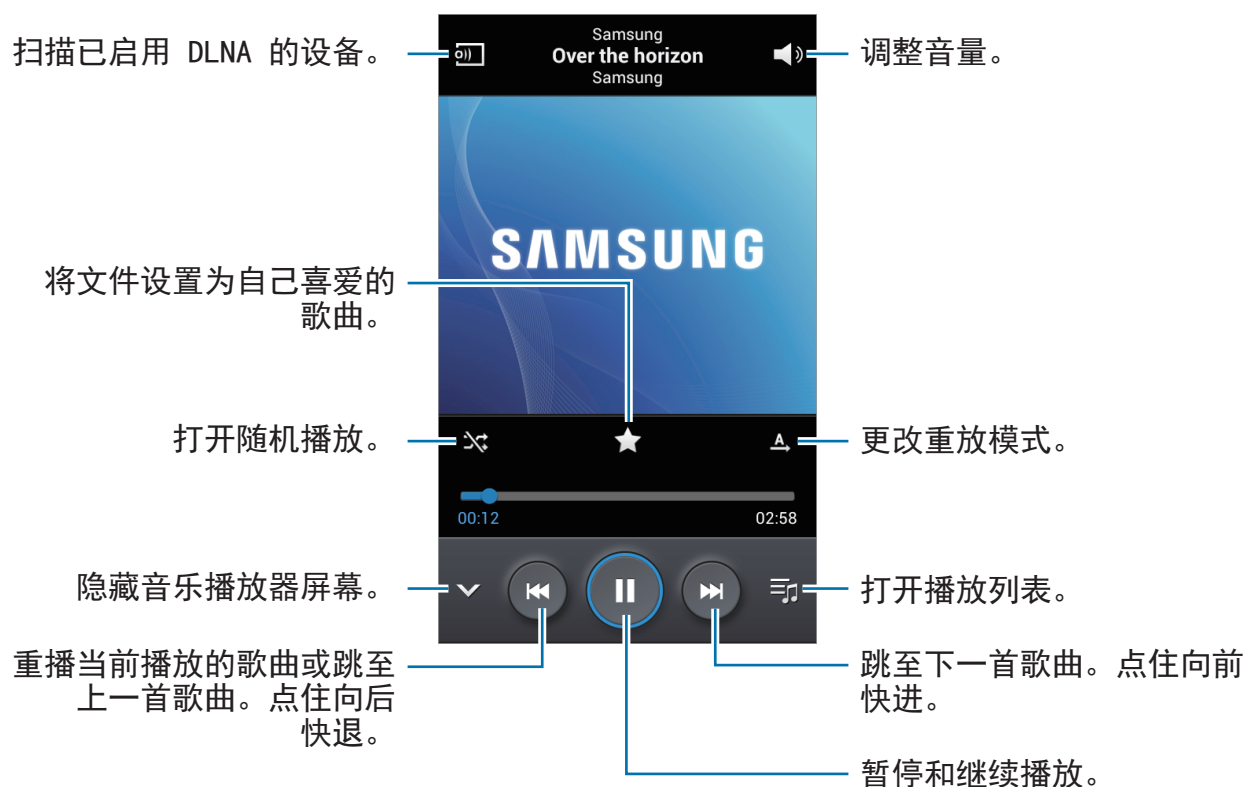 扫描已启用 DLNA 的设备。
Samsung
Over the horizon
Samsung
调整音量。
SAMSUNG
将文件设置为自己喜爱的
歌曲。
打开随机播放。
A
更改重放模式。
00:12
02:58
隐藏音乐播放器屏幕。
打开播放列表。
重播当前播放的歌曲或跳至
上一首歌曲。点住向后
快退。
跳至下一首歌曲。点住向前
快进。
暂停和继续播放。